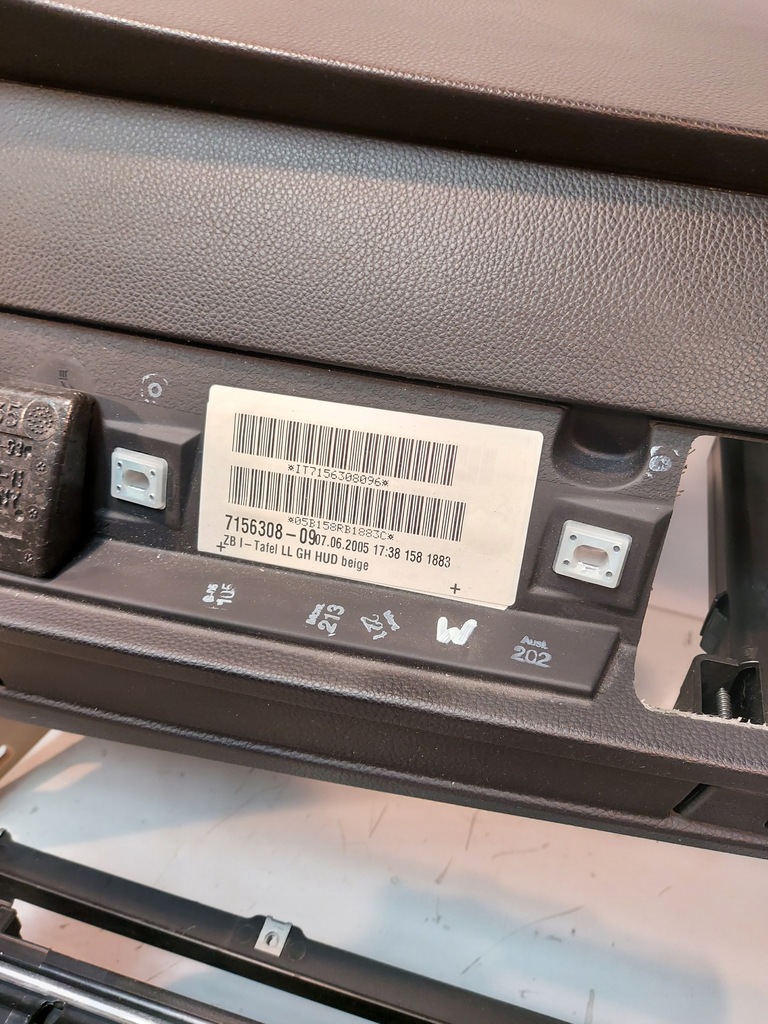 *IT7156308096*
*05B158RB1883C*
7156308-09 07.06.2005 17:38 158 1883
ZB I-Tafel LL GH HUD beige
213
W
Ausl.
202